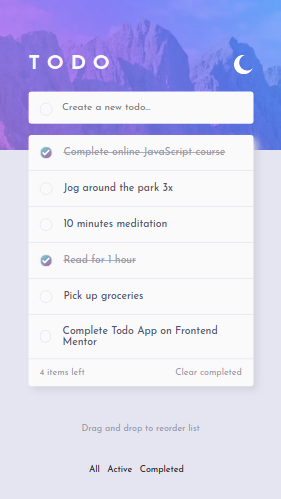 TODO
Create a new todo...
Complete online JavaScript course
Jog around the park 3x
10 minutes meditation
Read for 1 hour
Pick up groceries
Complete Todo App on Frontend
Mentor
4 items left Clear completed
Drag and drop to reorder list
All Active Completed